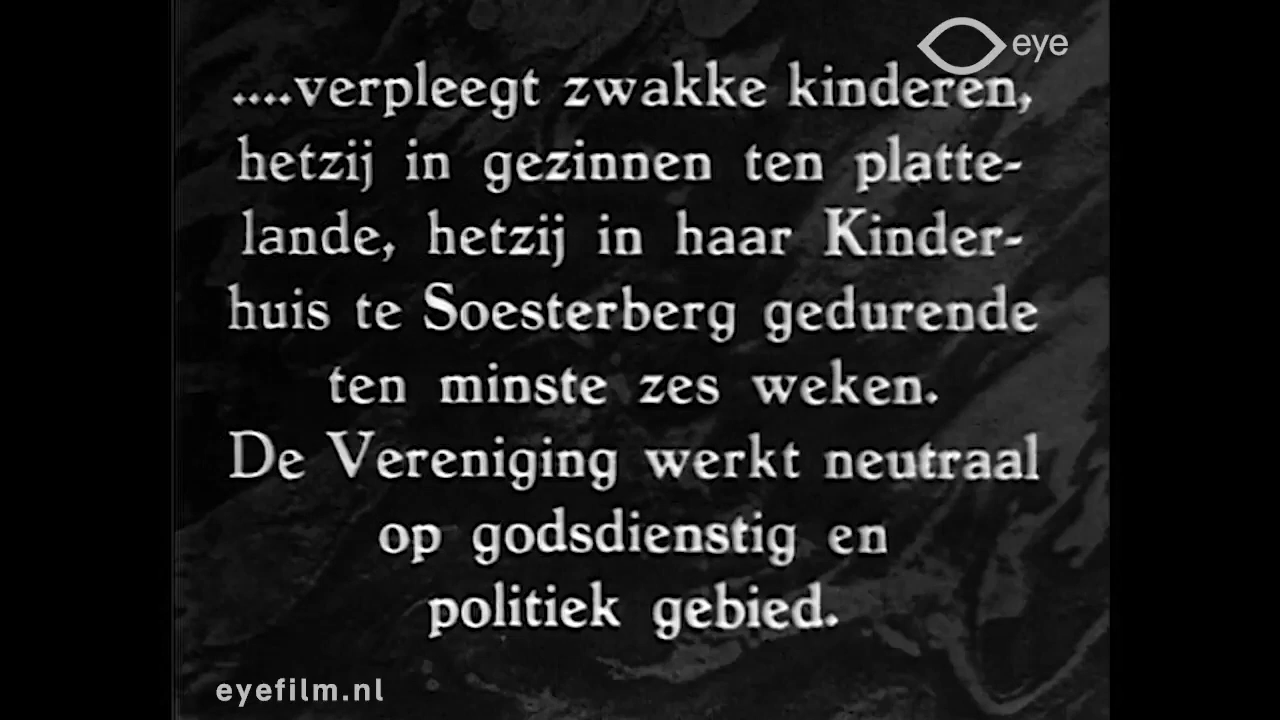 eye
....verpleegt zwakke kinderen,
hetzij in gezinnen ten platte-
lande, hetzij in haar Kinder-
huis te Soesterberg gedurende
ten minste zes weken.
De Vereniging werkt neutraal
op godsdienstig en
politiek gebied.
eyefilm.nl